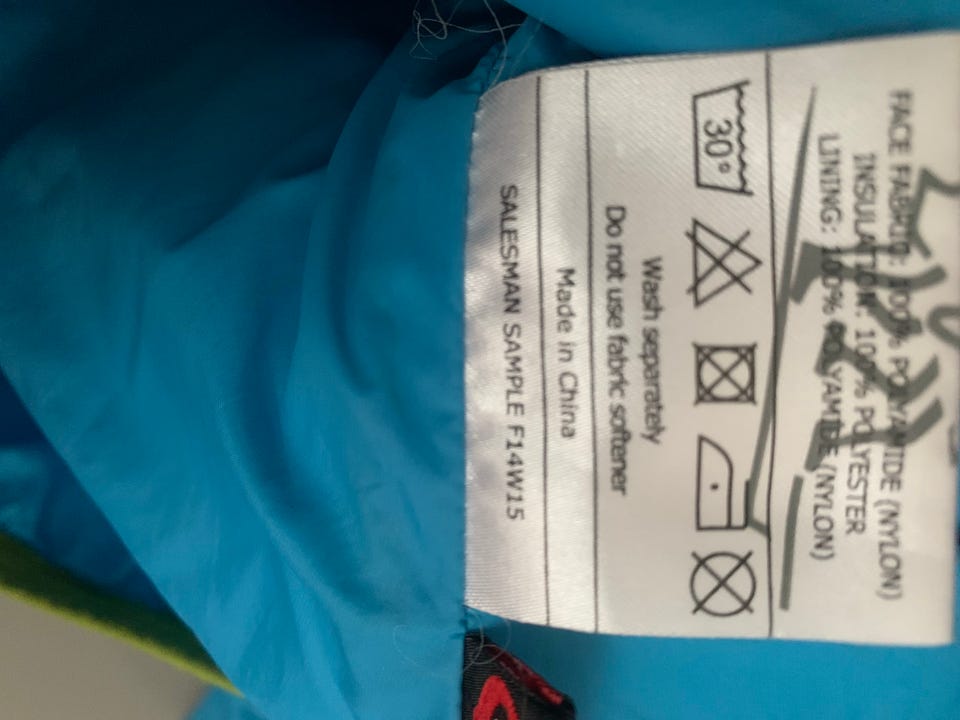 FACE FABRIC: 100% POLYAMIDE (NYLON)
INSULATION: 100% POLYESTER
LINING: 100% POLYAMIDE (NYLON)
30°
Wash separately
Do not use fabric softener
Made in China
SALESMAN SAMPLE F14W15